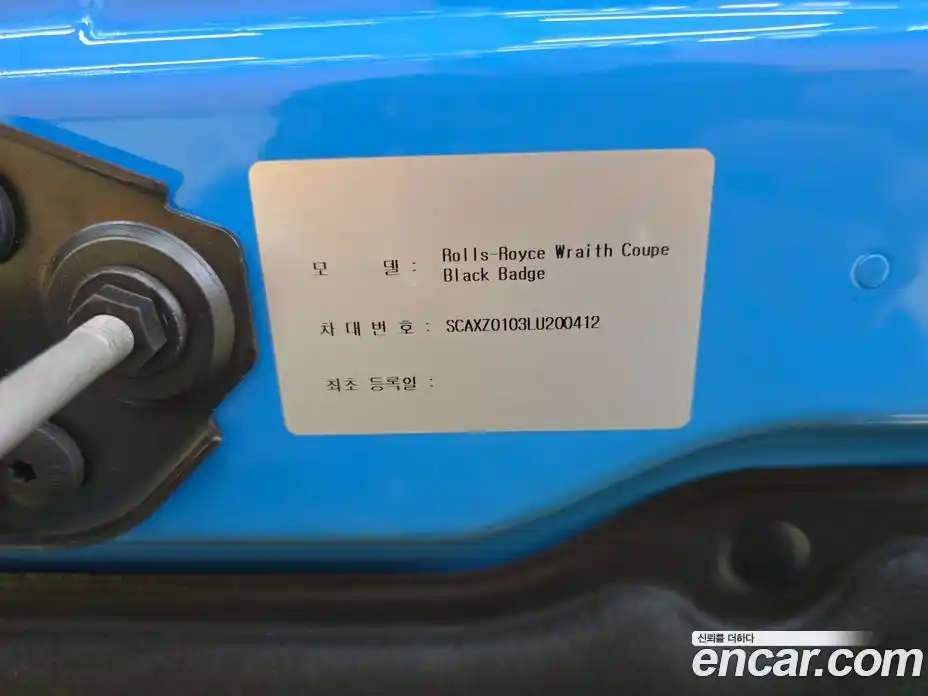 모 델 : Rolls-Royce Wraith Coupe
Black Badge
차 대 번 호 : SCAXZ0103LU200412
최초 등록일 :
신뢰를 더하다
encar.com